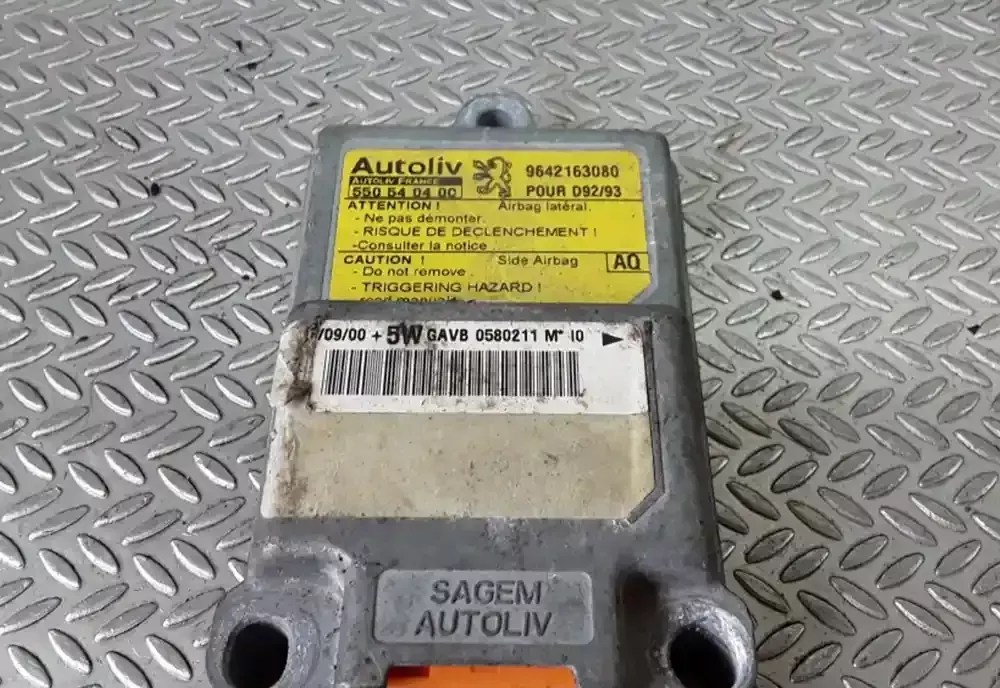 Autoliv
AUTOLIV FRANCE
550 54 04 00
9642163080
POUR D92/93
ATTENTION ! Airbag latéral.
- Ne pas démonter.
- RISQUE DE DECLENCHEMENT !
-Consulter la notice
CAUTION ! Side Airbag AQ
- Do not remove
- TRIGGERING HAZARD !
read manual
/09/00 + 5W GAVB 0580211 M* I0
SAGEM
AUTOLIV